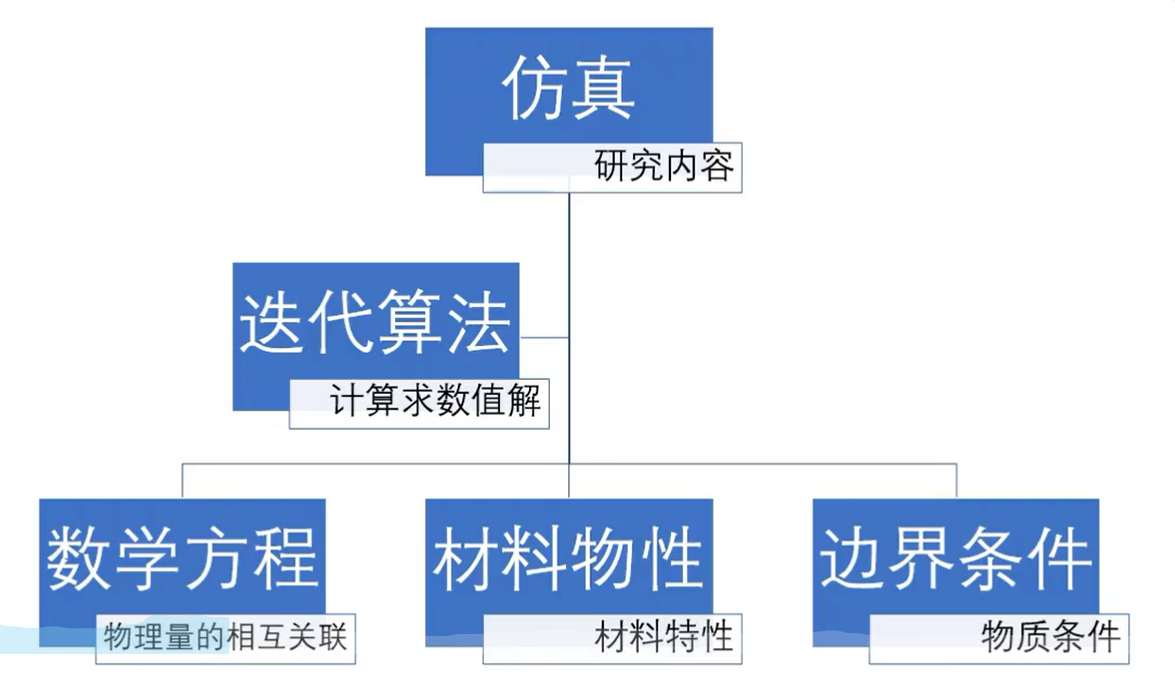 仿真
研究内容
迭代算法
计算求数值解
数学方程
物理量的相互关联
材料物性
材料特性
边界条件
物质条件